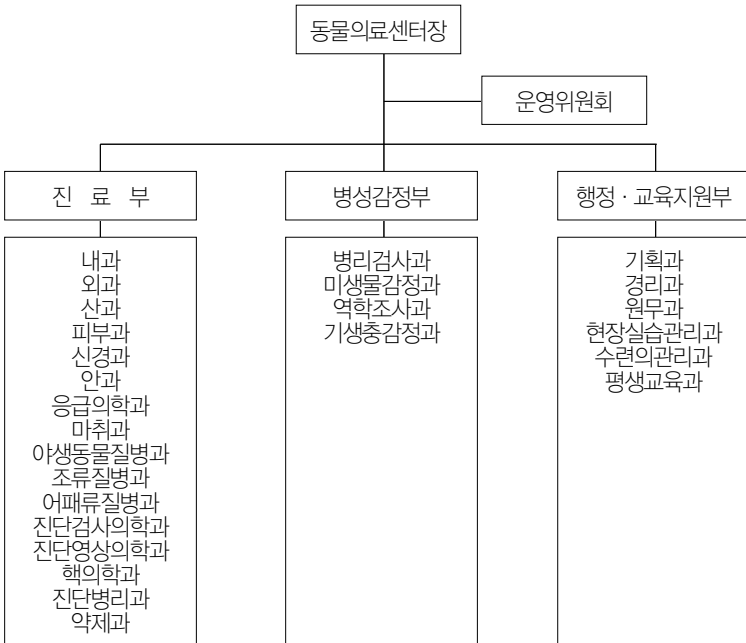 동물의료센터장
운영위원회
진 료 부
내과
외과
산과
피부과
신경과
안과
응급의학과
마취과
야생동물질병과
조류질병과
어패류질병과
진단검사의학과
진단영상의학과
핵의학과
진단병리과
약제과
병성감정부
병리검사과
미생물감정과
역학조사과
기생충감정과
행정 · 교육지원부
기획과
경리과
원무과
현장실습관리과
수련의관리과
평생교육과